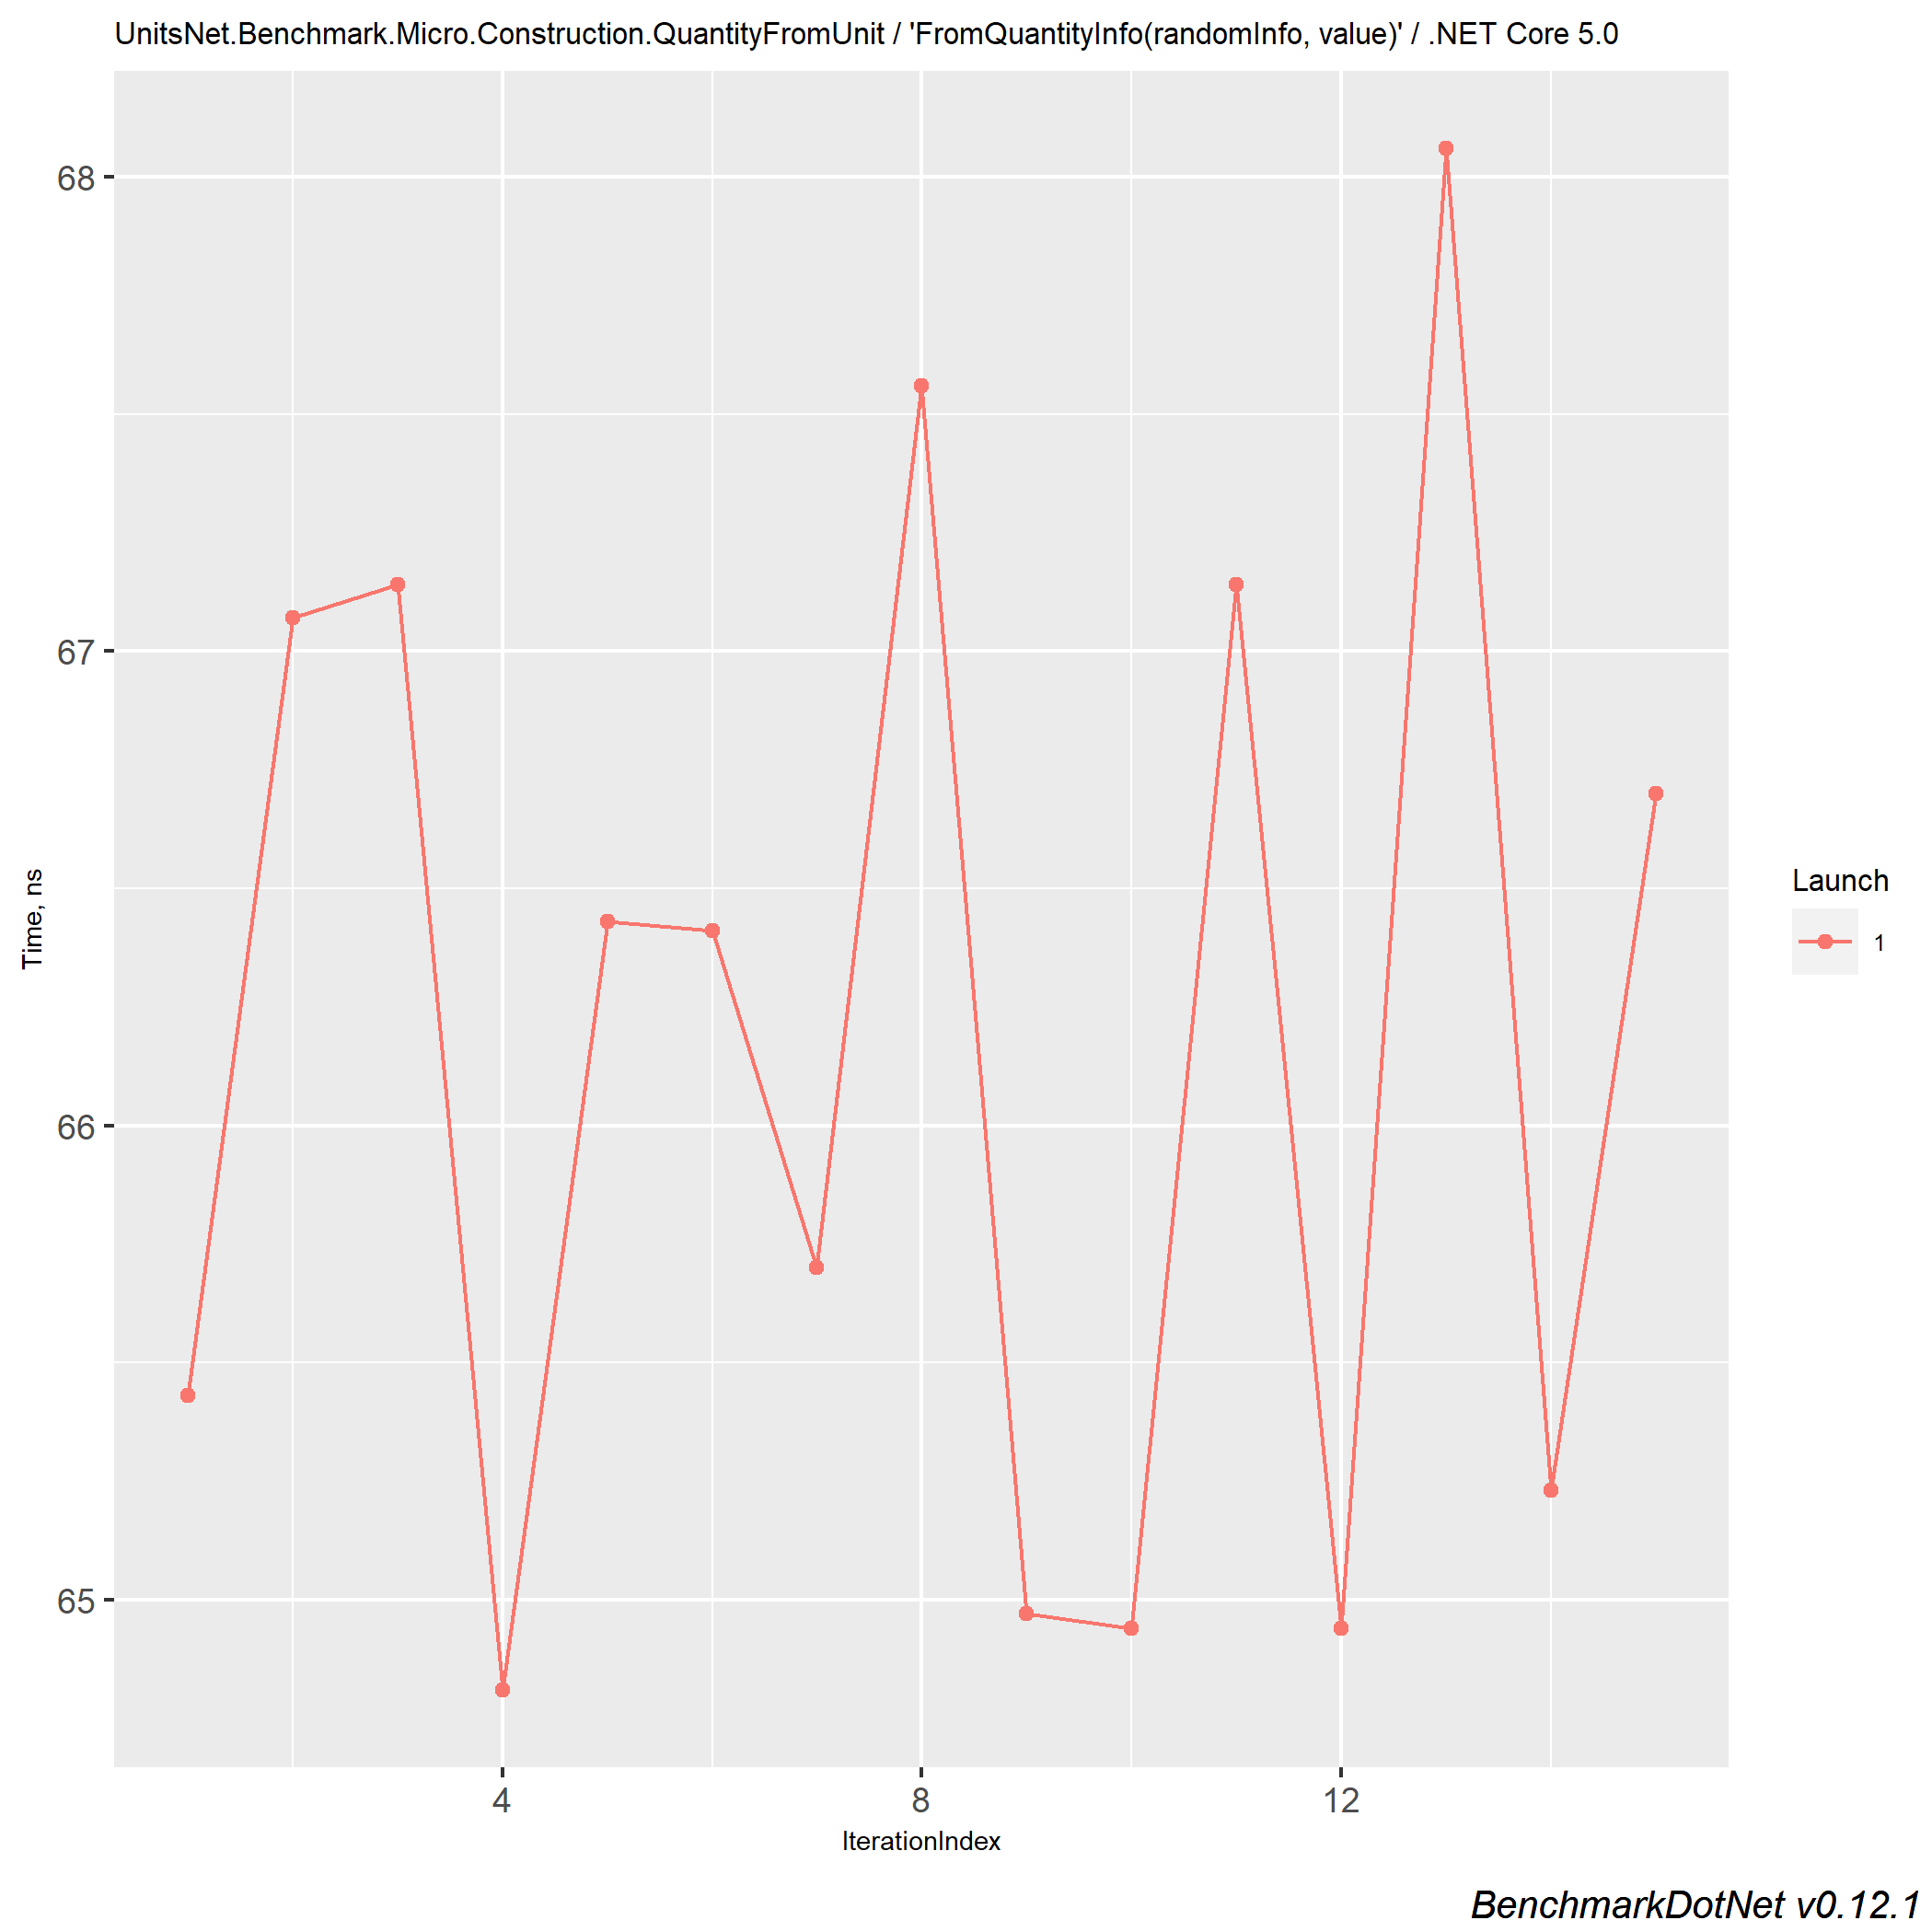 UnitsNet.Benchmark.Micro.Construction.QuantityFromUnit / 'FromQuantityInfo(randomInfo, value)' / .NET Core 5.0
68
67
66
65
Time, ns
4 8 12
IterationIndex
Launch
1
BenchmarkDotNet v0.12.1